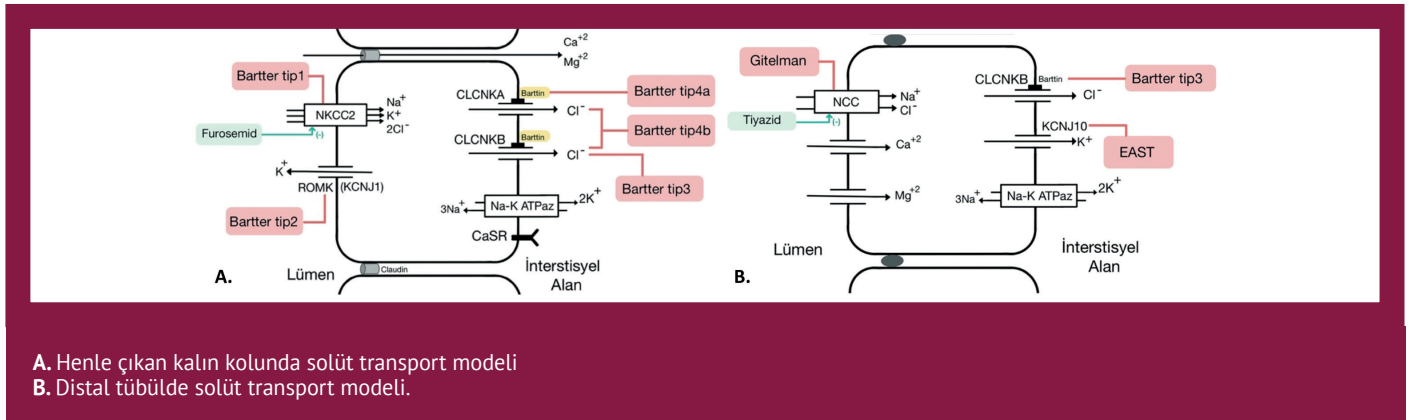 Ca+2
Mg+2
Bartter tip1
NKCC2
Na+
K+
2Cl-
Furosemid
(-)
K+
ROMK (KCNJ1)
Bartter tip2
CLCNKA
Barttin
Cl-
Bartter tip4a
Bartter tip4b
CLCNKB
Barttin
Cl-
Bartter tip3
3Na+
Na-K ATPaz
2K+
CaSR
A.
Lümen
Claudin
İnterstisyel
Alan
Gitelman
NCC
Na+
Cl-
Tiyazid
(-)
Ca+2
Mg+2
CLCNKB
Barttin
Cl-
Bartter tip3
KCNJ10
K+
EAST
3Na+
Na-K ATPaz
2K+
B.
Lümen
İnterstisyel
Alan
A. Henle çıkan kalın kolunda solüt transport modeli
B. Distal tübülde solüt transport modeli.